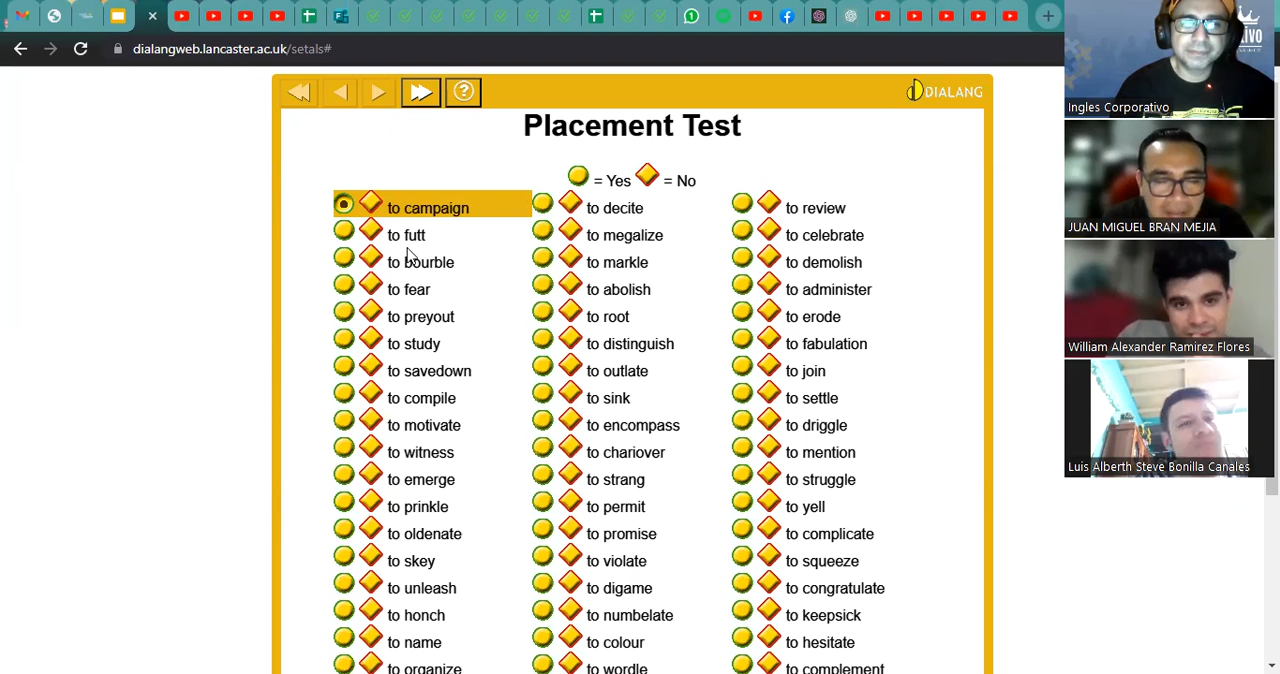 dialangweb.lancaster.ac.uk/setals#
DIALANG
Placement Test
= Yes = No
to campaign to decite to review
to futt to megalize to celebrate
to bourble to markle to demolish
to fear to abolish to administer
to preyout to root to erode
to study to distinguish to fabulation
to savedown to outlate to join
to compile to sink to settle
to motivate to encompass to driggle
to witness to chariover to mention
to emerge to strang to struggle
to prinkle to permit to yell
to oldenate to promise to complicate
to skey to violate to squeeze
to unleash to digame to congratulate
to honch to numbelate to keepsick
to name to colour to hesitate
to organize to wordle to complement
Ingles Corporativo
JUAN MIGUEL BRAN MEJIA
William Alexander Ramirez Flores
Luis Alberth Steve Bonilla Canales